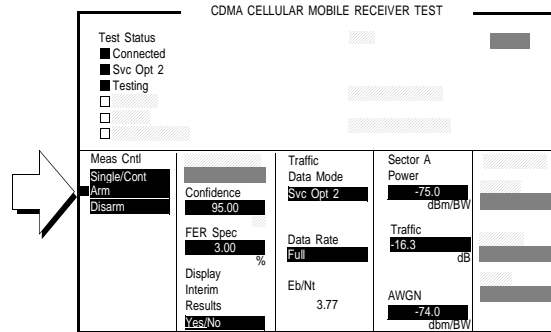 CDMA CELLULAR MOBILE RECEIVER TEST
Test Status
Connected
Svc Opt 2
Testing
Meas Cntl
Single/Cont
Arm
Disarm
Confidence
95.00
FER Spec
3.00
%
Display
Interim
Results
Yes/No
Traffic
Data Mode
Svc Opt 2
Data Rate
Full
Eb/Nt
3.77
Sector A
Power
-75.0
dBm/BW
Traffic
-16.3
dB
AWGN
-74.0
dbm/BW